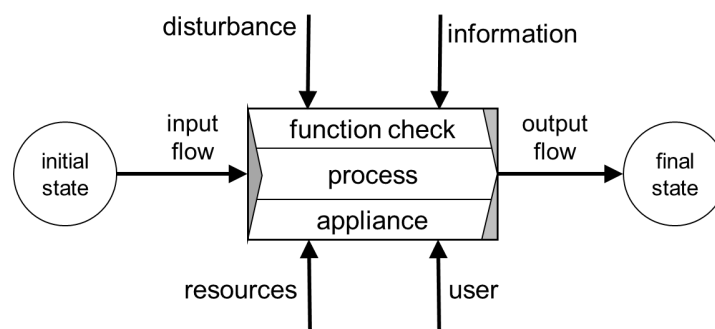 disturbance
information
input
flow
function check
output
flow
initial
state
process
final
state
appliance
resources
user